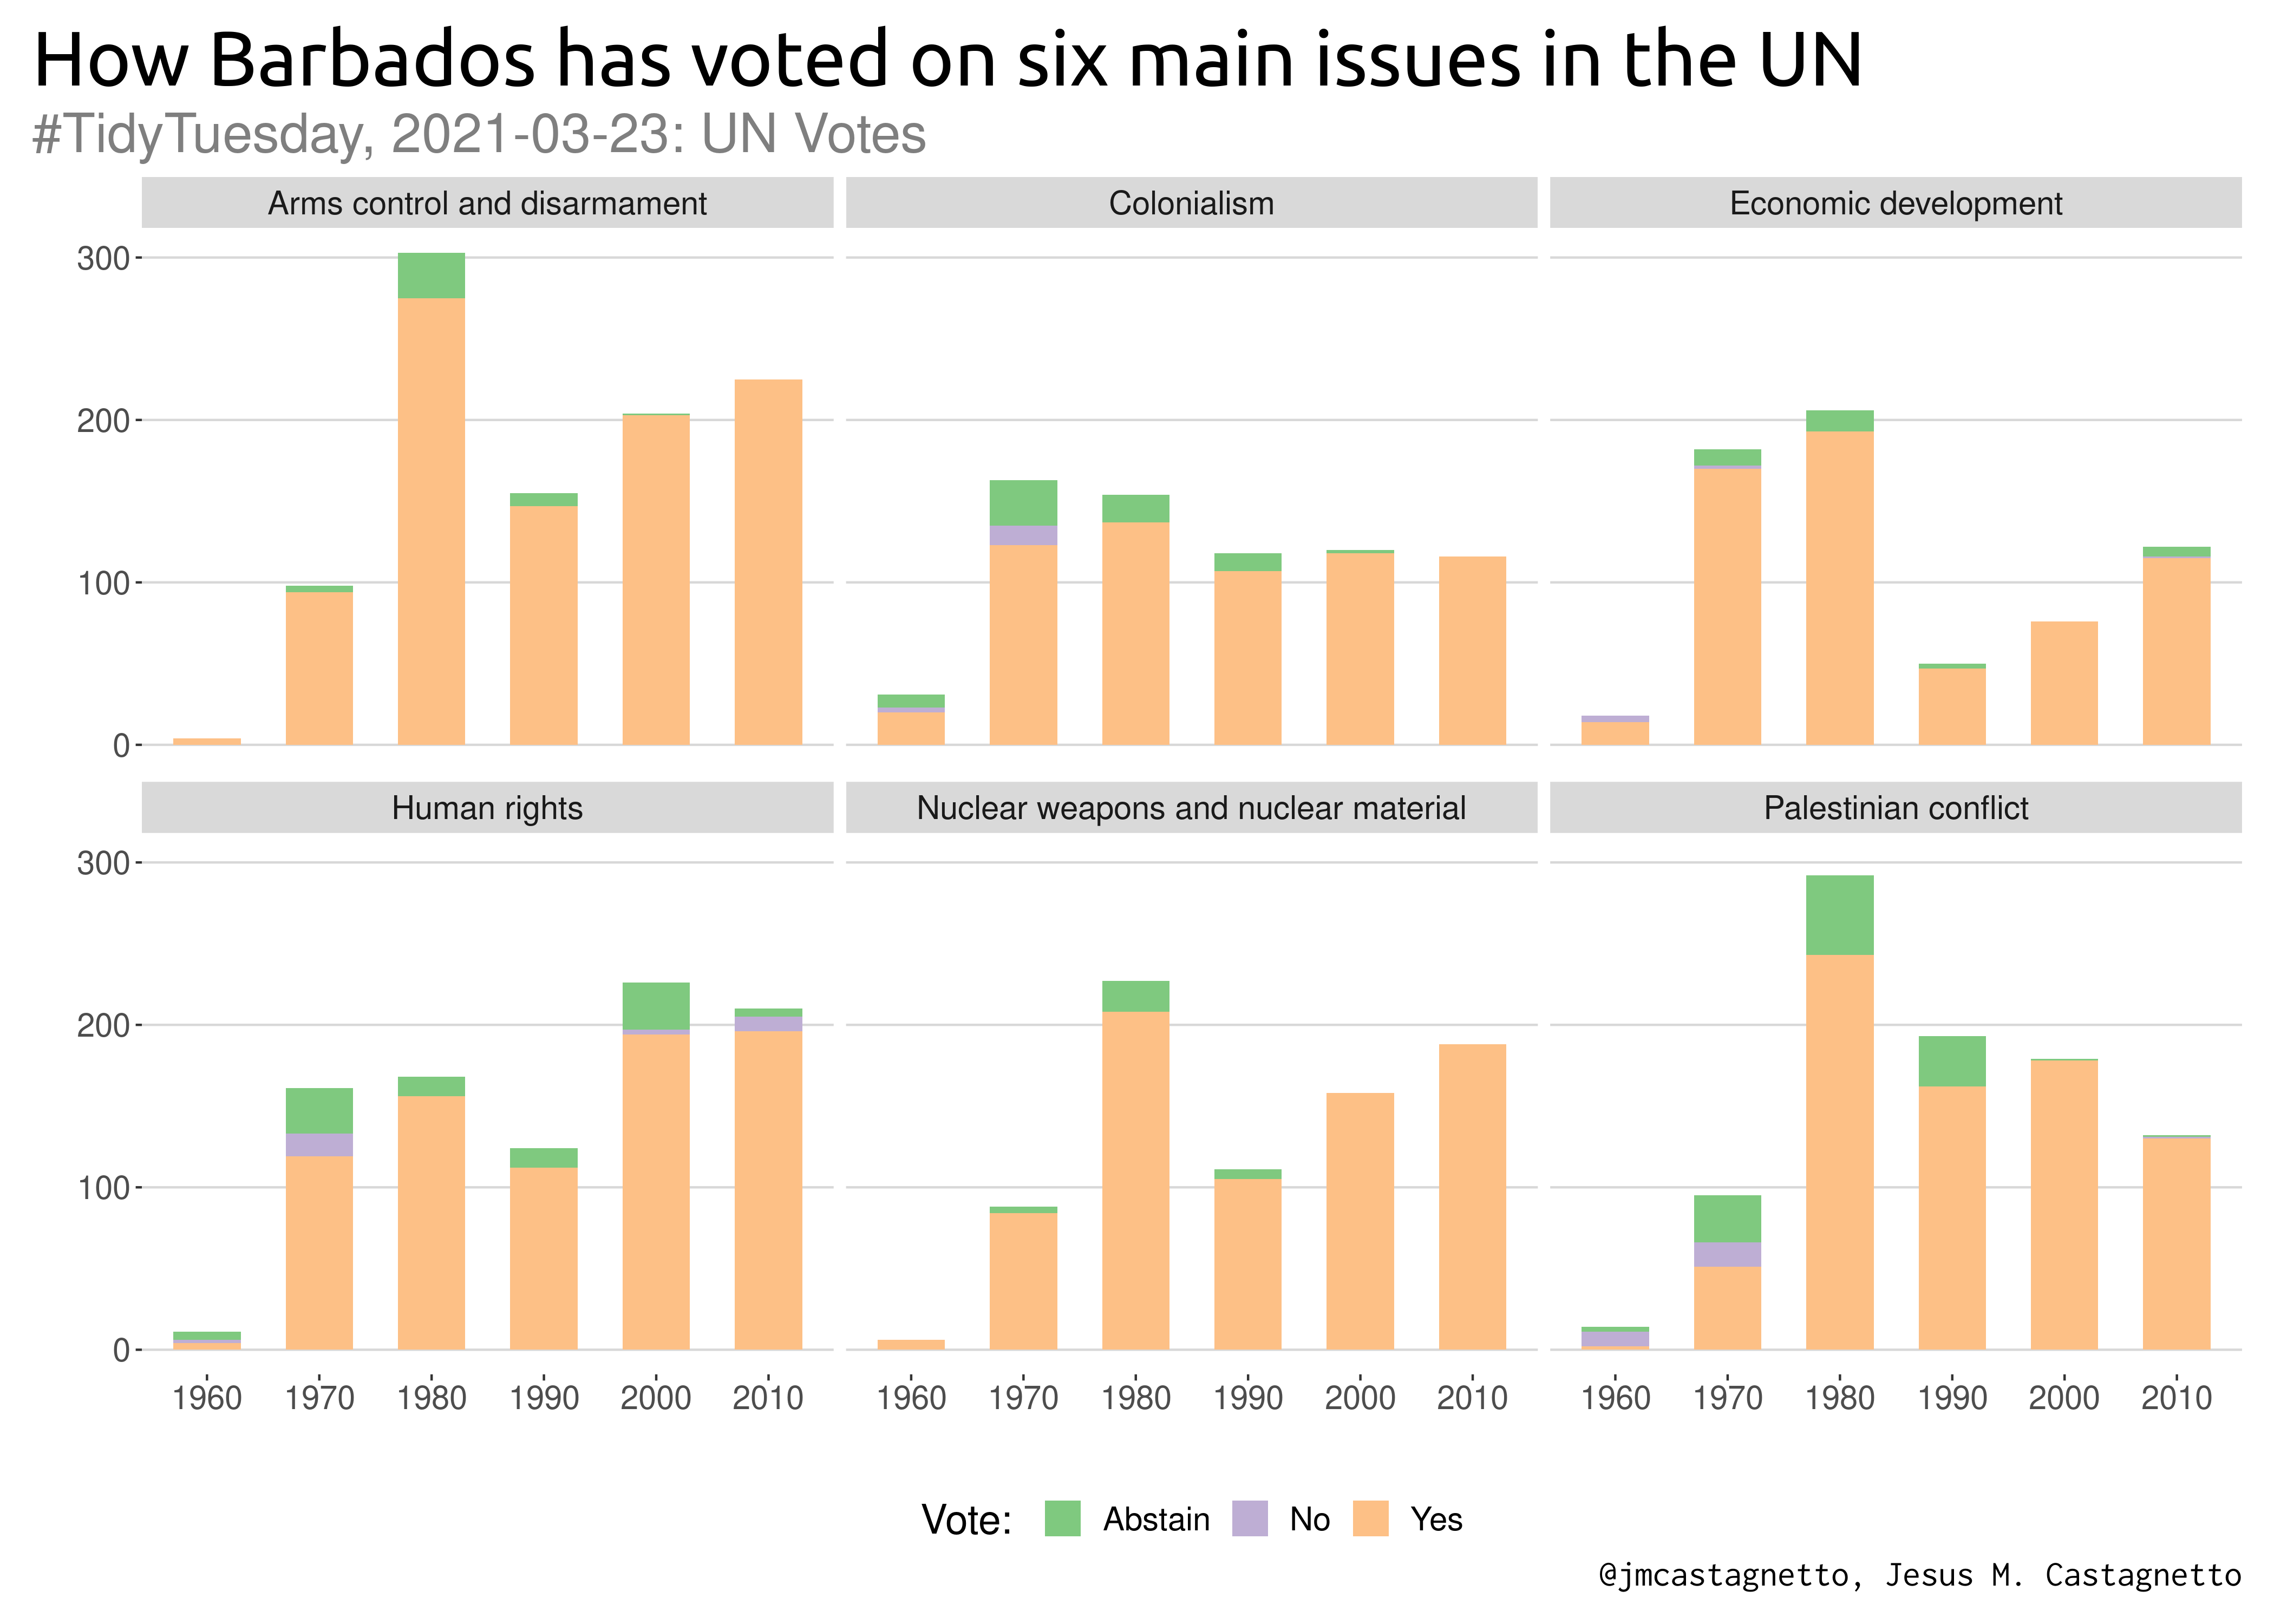 How Barbados has voted on six main issues in the UN
#TidyTuesday, 2021-03-23: UN Votes
Arms control and disarmament
Colonialism
Economic development
300
200
100
0
Human rights
Nuclear weapons and nuclear material
Palestinian conflict
300
200
100
0
1960 1970 1980 1990 2000 2010
1960 1970 1980 1990 2000 2010
1960 1970 1980 1990 2000 2010
Vote: Abstain No Yes
@jmcastagnetto, Jesus M. Castagnetto